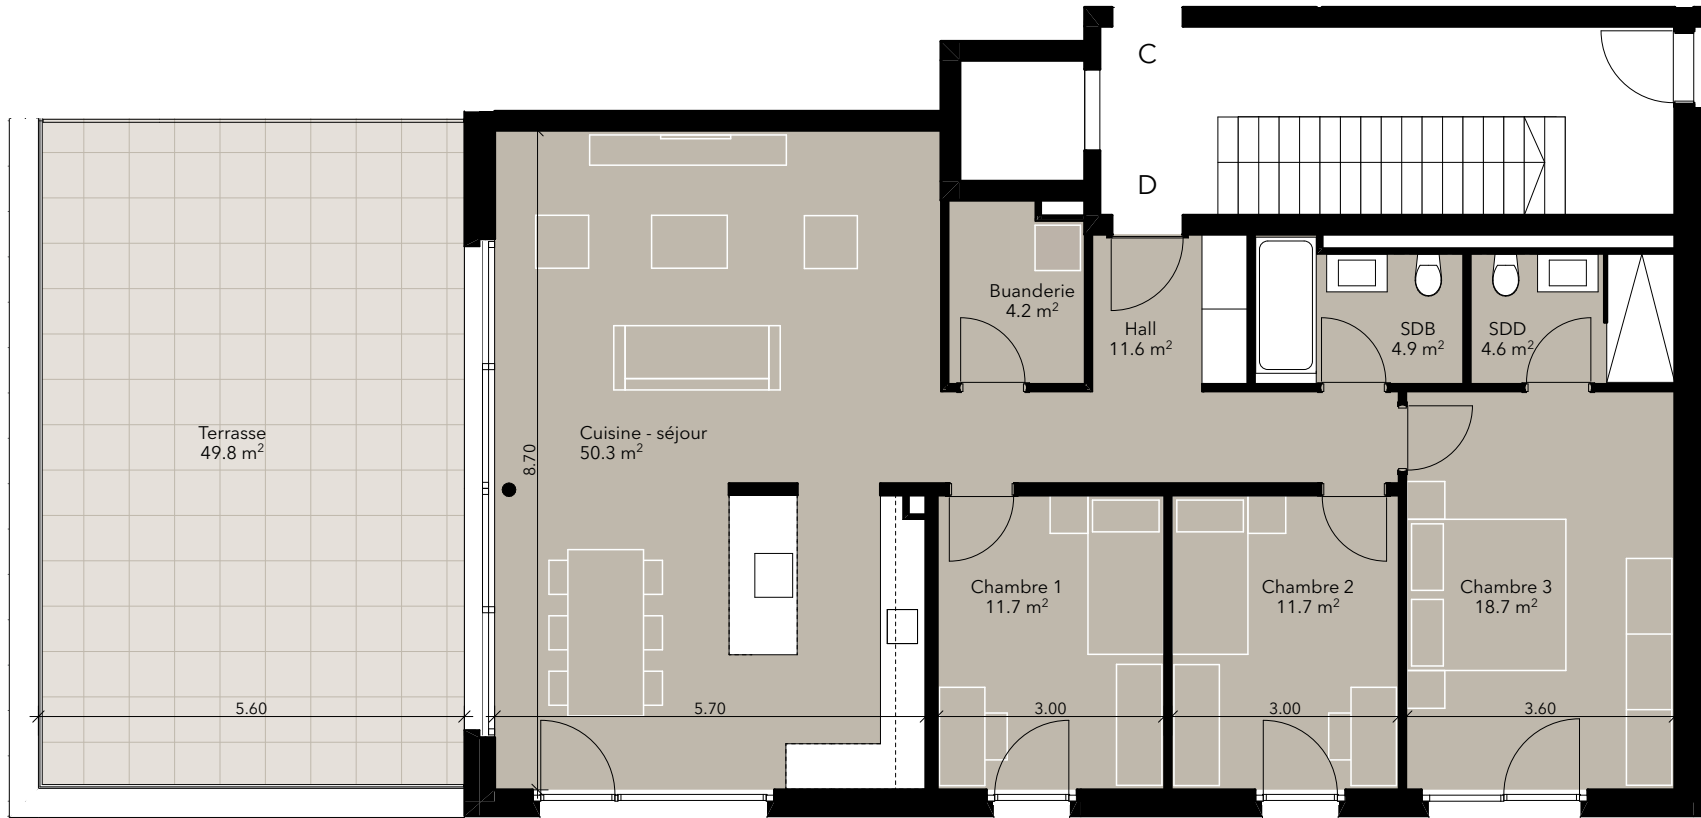 C
D
Buanderie
4.2 m²
Hall
11.6 m²
SDB
4.9 m²
SDD
4.6 m²
Terrasse
49.8 m²
Cuisine - séjour
50.3 m²
8.70
Chambre 1
11.7 m²
Chambre 2
11.7 m²
Chambre 3
18.7 m²
5.60
5.70
3.00
3.00
3.60